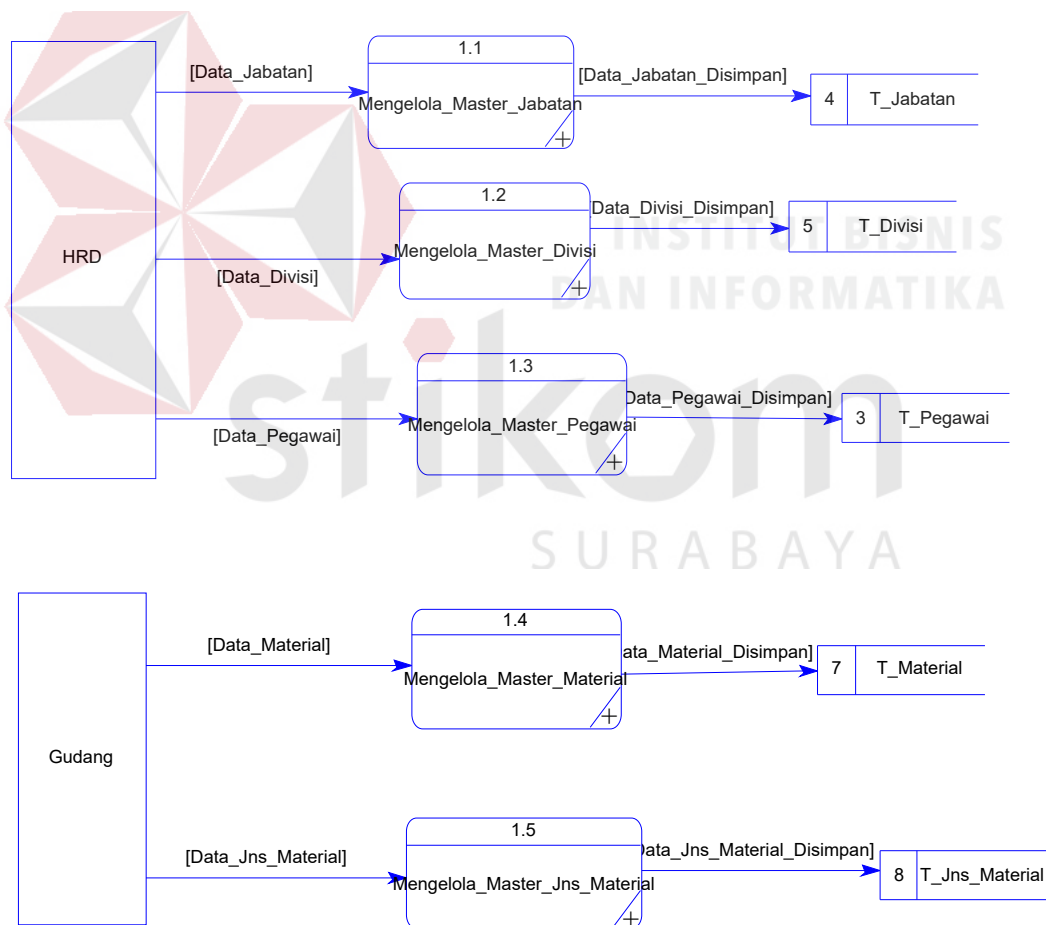 1.1
[Data_Jabatan]
[Data_Jabatan_Disimpan]
Mengelola_Master_Jabatan
4
T_Jabatan
1.2
[Data_Divisi_Disimpan]
5
T_Divisi
INSTITUT BISNIS
HRD
Mengelola_Master_Divisi
[Data_Divisi]
DAN INFORMATIKA
1.3
stikom
Data_Pegawai_Disimpan]
[Data_Pegawai]
Mengelola_Master_Pegawai
3
T_Pegawai
SURABAYA
1.4
[Data_Material]
ata_Material_Disimpan]
Mengelola_Master_Material
7
T_Material
Gudang
1.5
[Data_Jns_Material]
Data_Jns_Material_Disimpan]
Mengelola_Master_Jns_Material
8
T_Jns_Material